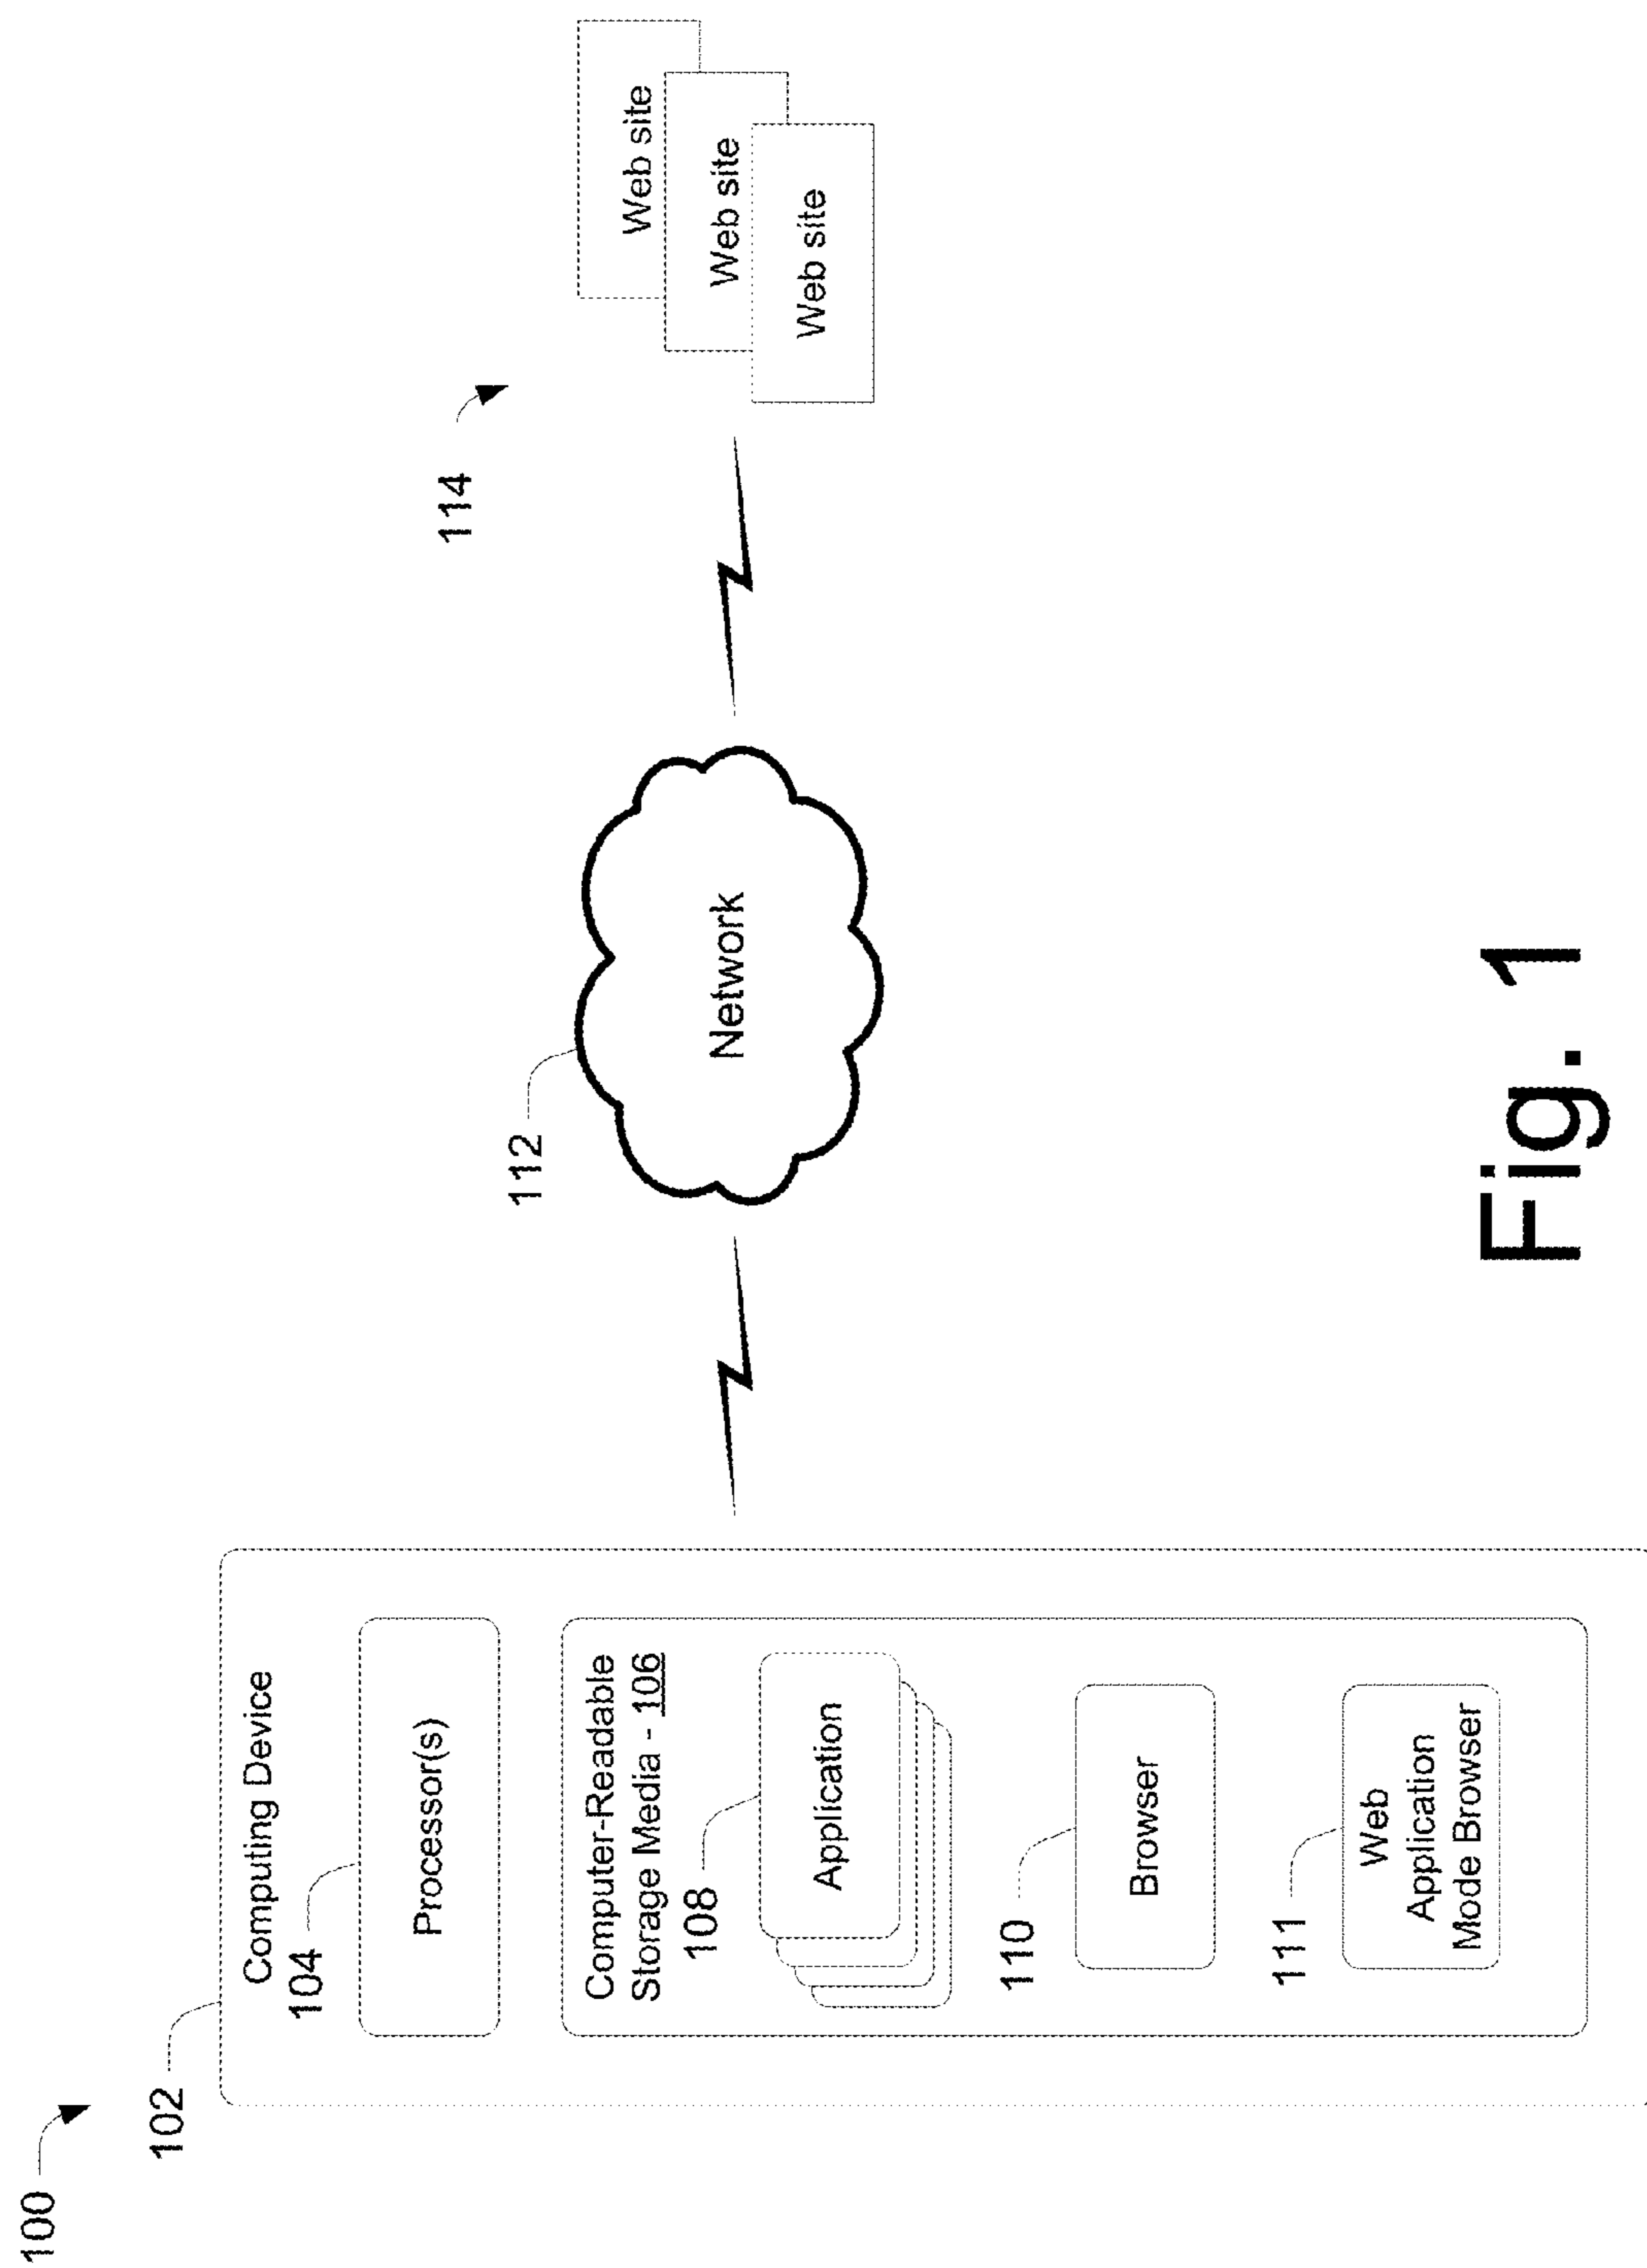 100
102
Computing Device
104
Processor(s)
Computer-Readable
Storage Media - 106
108
Application
110
Browser
111
Web
Application
Mode Browser
112
Network
114
Web site
Web site
Web site
Fig. 1